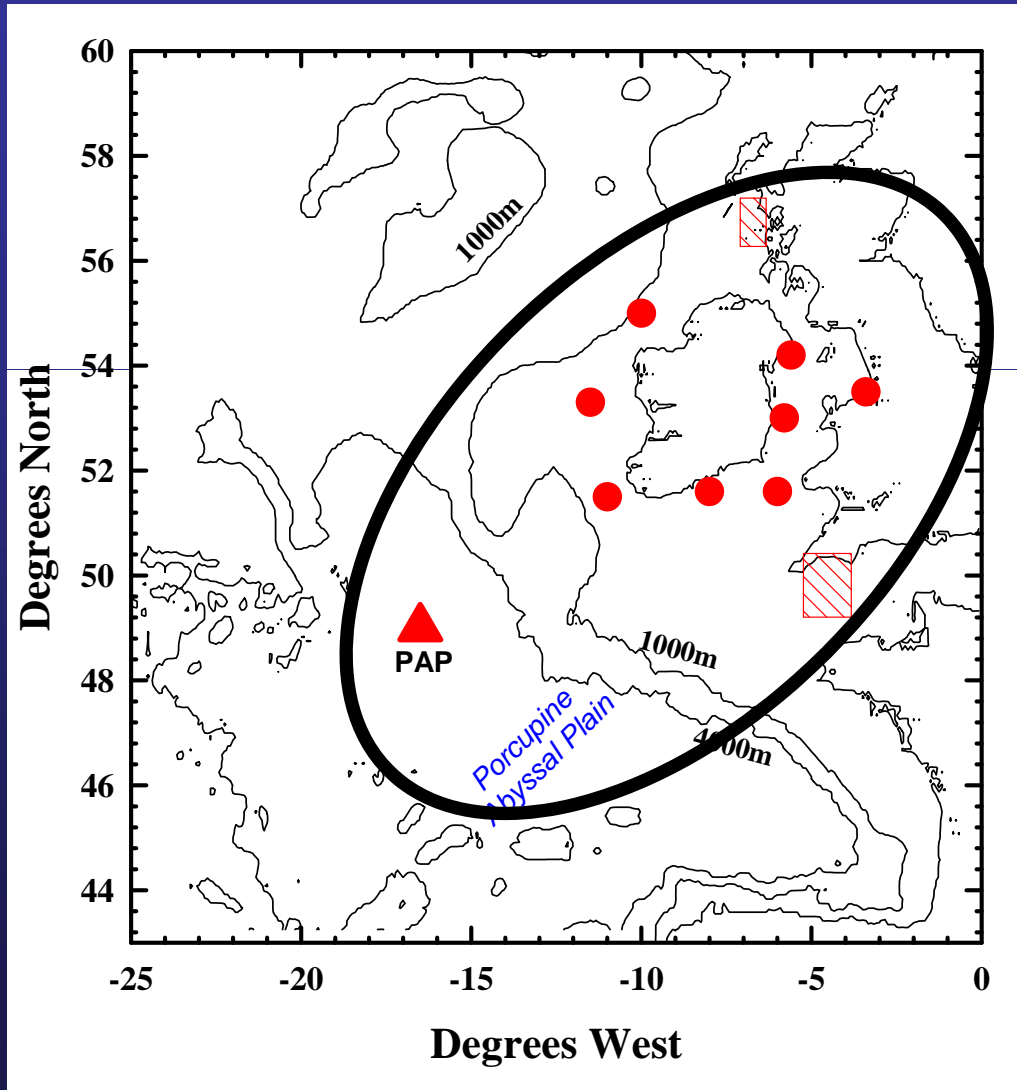 60
58
56
54
52
50
48
46
44
Degrees North
1000m
PAP
1000m
4000m
Porcupine
Abyssal Plain
-25
-20
-15
-10
-5
0
Degrees West